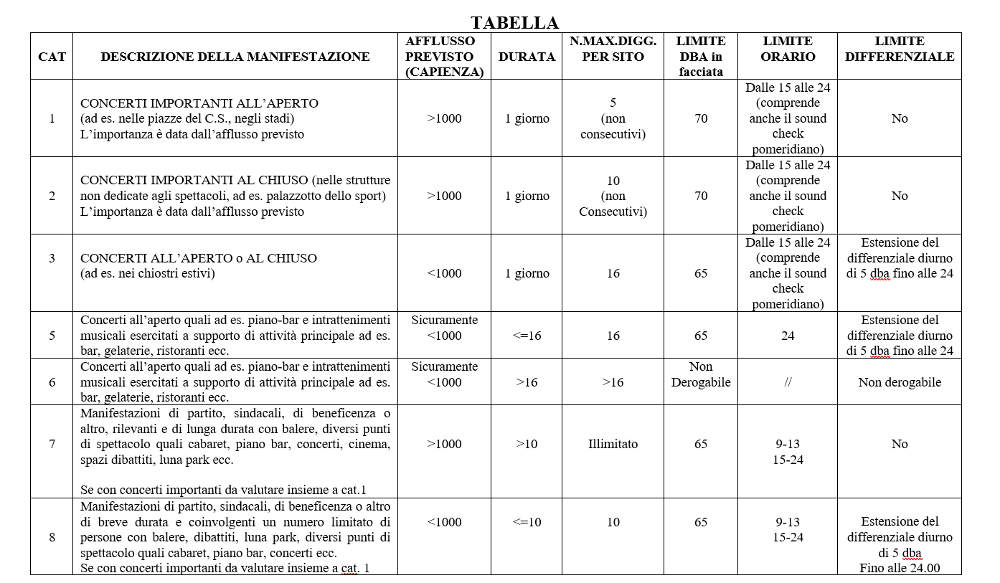 TABELLA
CAT
DESCRIZIONE DELLA MANIFESTAZIONE
AFFLUSSO
PREVISTO
(CAPIENZA)
DURATA
N.MAX.DIGG.
PER SITO
LIMITE
DBA in
facciata
LIMITE
ORARIO
LIMITE
DIFFERENZIALE
1
CONCERTI IMPORTANTI ALL'APERTO
(ad es. nelle piazze del C.S., negli stadi)
L'importanza è data dall'afflusso previsto
>1000
1 giorno
5
(non
consecutivi)
70
Dalle 15 alle 24
(comprende
anche il sound
check
pomeridiano)
No
2
CONCERTI IMPORTANTI AL CHIUSO (nelle strutture
non dedicate agli spettacoli, ad es. palazzotto dello sport)
L'importanza è data dall'afflusso previsto
>1000
1 giorno
10
(non
Consecutivi)
70
Dalle 15 alle 24
(comprende
anche il sound
check
pomeridiano)
No
3
CONCERTI ALL'APERTO o AL CHIUSO
(ad es. nei chiostri estivi)
<1000
1 giorno
16
65
Dalle 15 alle 24
(comprende
anche il sound
check
pomeridiano)
Estensione del
differenziale diurno
di 5 dba fino alle 24
5
Concerti all'aperto quali ad es. piano-bar e intrattenimenti
musicali esercitati a supporto di attività principale ad es.
bar, gelaterie, ristoranti ecc.
Sicuramente
<1000
<=16
16
65
24
Estensione del
differenziale diurno
di 5 dba fino alle 24
6
Concerti all'aperto quali ad es. piano-bar e intrattenimenti
musicali esercitati a supporto di attività principale ad es.
bar, gelaterie, ristoranti ecc.
Sicuramente
<1000
>16
>16
Non
Derogabile
//
Non derogabile
7
Manifestazioni di partito, sindacali, di beneficenza o
altro, rilevanti e di lunga durata con balere, diversi punti
di spettacolo quali cabaret, piano bar, concerti, cinema,
spazi dibattiti, luna park ecc.
Se con concerti importanti da valutare insieme a cat.1
>1000
>10
Illimitato
65
9-13
15-24
No
8
Manifestazioni di partito, sindacali, di beneficenza o altro
di breve durata e coinvolgenti un numero limitato di
persone con balere, dibattiti, luna park, diversi punti di
spettacolo quali cabaret, piano bar, concerti ecc.
Se con concerti importanti da valutare insieme a cat. 1
<1000
<=10
10
65
9-13
15-24
Estensione del
differenziale diurno
di 5 dba
Fino alle 24.00